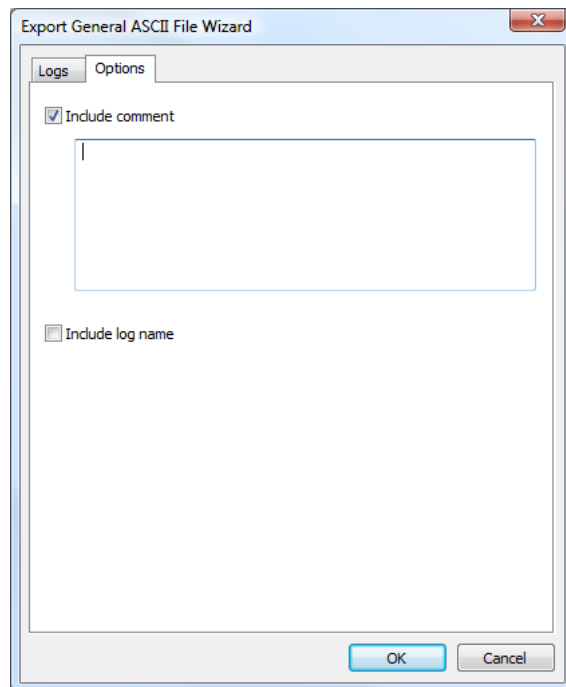 Export General ASCII File Wizard
Logs Options
Include comment
Include log name
OK Cancel